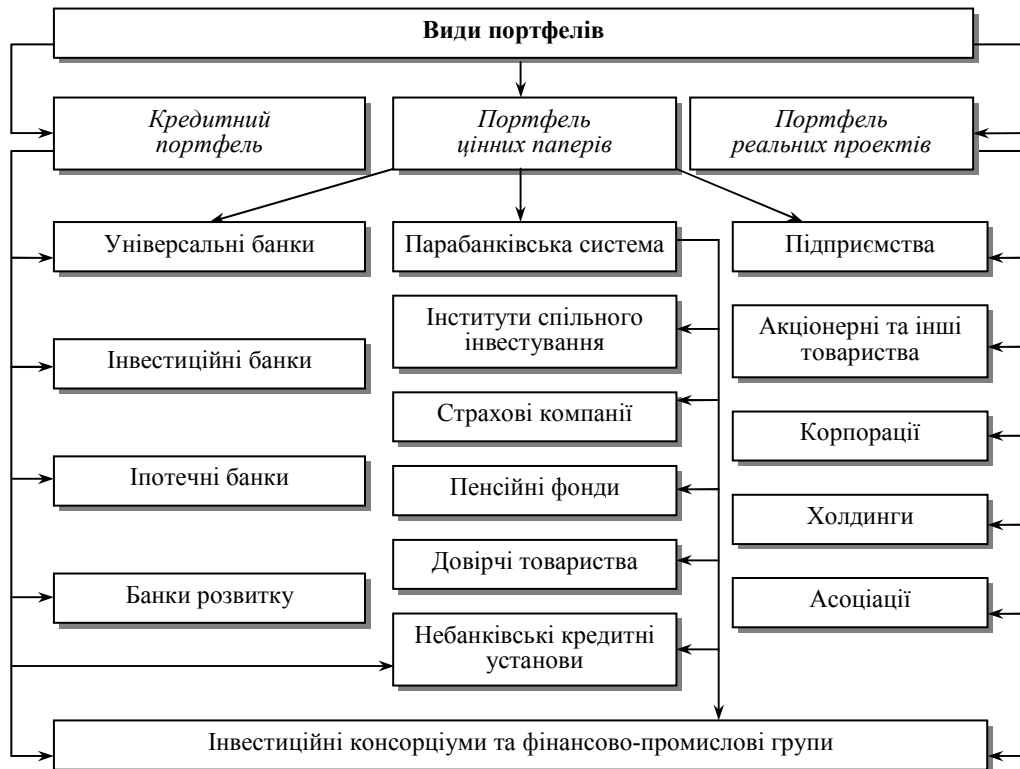 Види портфелів
Кредитний
портфель
Портфель
цінних паперів
Портфель
реальних проектів
Універсальні банки
Парабанківська система
Підприємства
Інститути спільного
інвестування
Акціонерні та інші
товариства
Інвестиційні банки
Страхові компанії
Корпорації
Іпотечні банки
Пенсійні фонди
Холдинги
Довірчі товариства
Банки розвитку
Асоціації
Небанківські кредитні
установи
Інвестиційні консорціуми та фінансово-промислові групи